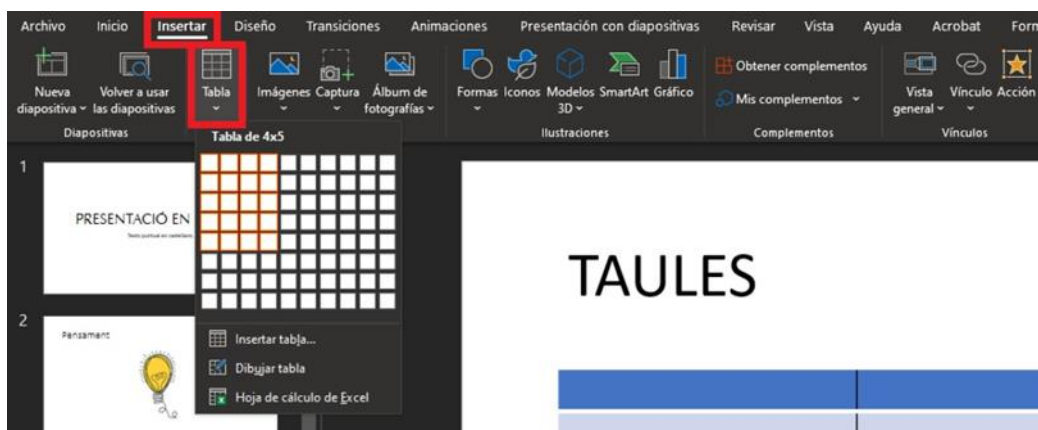 Archivo Inicio Insertar Diseño Transiciones Animaciones Presentación con diapositivas Revisar Vista Ayuda Acrobat Form
Nueva diapositiva
Volver a usar las diapositivas
Tabla
Imágenes
Captura
Álbum de fotografías
Formas
Iconos
Modelos 3D
SmartArt
Gráfico
Obtener complementos
Mis complementos
Vista general
Vínculo
Acción
Diapositivas
Ilustraciones
Complementos
Vínculos
Tabla de 4x5
Insertar tabla...
Dibujar tabla
Hoja de cálculo de Excel
1
PRESENTACIÓ EN
2
Pensament
TAULES